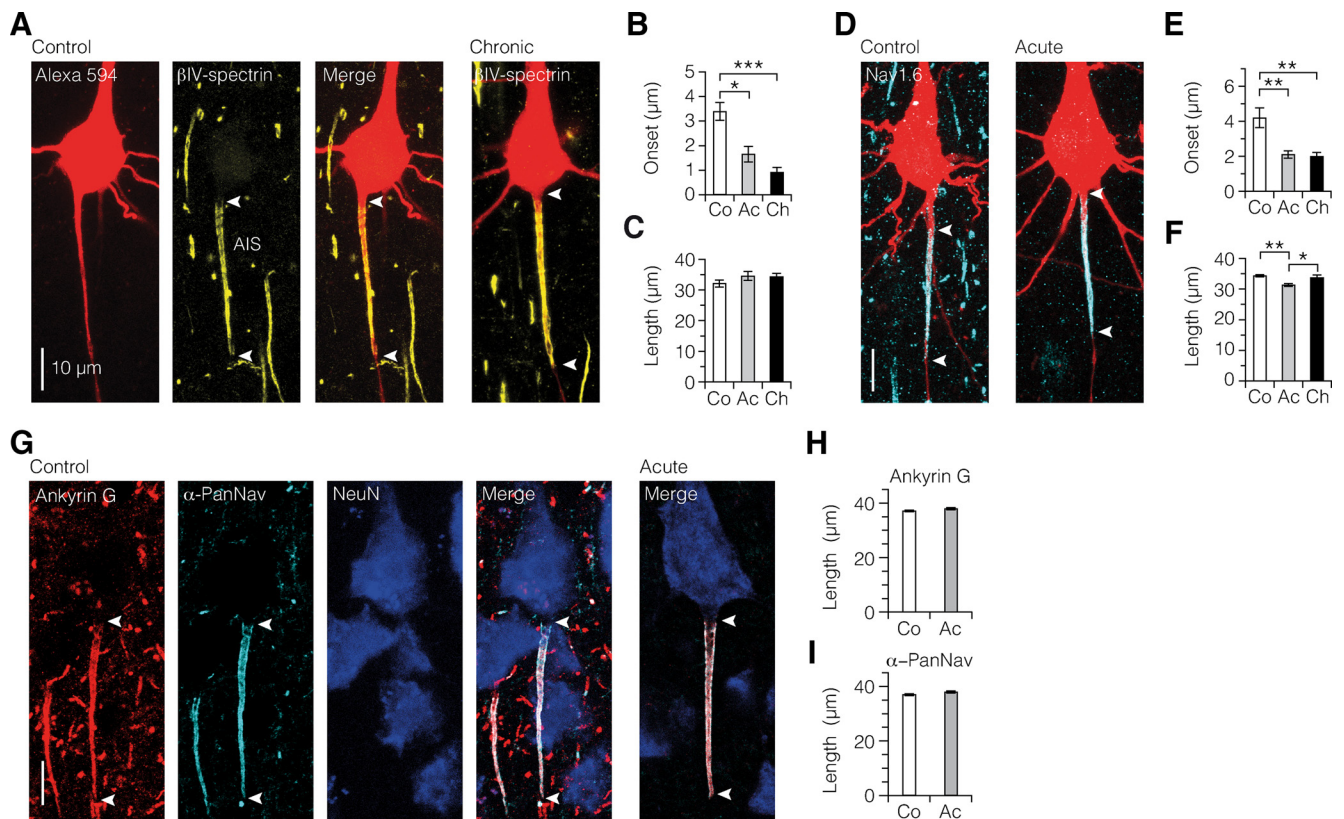 A
Control
Alexa 594
βIV-spectrin
Merge
Chronic
βIV-spectrin
AIS
10 µm
B
Onset (µm)
5
4
3
2
1
0
*
***
Co Ac Ch
C
Length (µm)
40
30
20
10
0
Co Ac Ch
D
Control
Nav1.6
Acute
E
Onset (µm)
6
4
2
0
**
**
Co Ac Ch
F
Length (µm)
40
30
20
10
0
**
*
Co Ac Ch
G
Control
Ankyrin G
α-PanNav
NeuN
Merge
Acute
Merge
H
Ankyrin G
Length (µm)
40
20
0
Co Ac
I
α–PanNav
Length (µm)
40
20
0
Co Ac